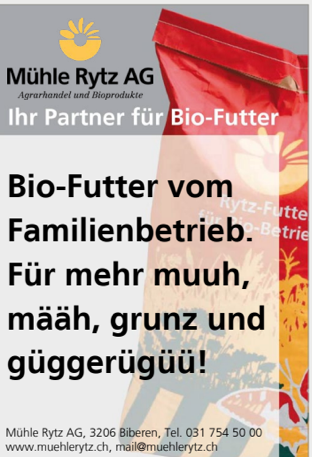 Mühle Rytz AG
Agrarhandel und Bioprodukte
Ihr Partner für Bio-Futter
Rytz-Futte
für Bio-Betrie
Bio-Futter vom
Familienbetrieb.
Für mehr muuh,
määh, grunz und
güggerügüü!
Mühle Rytz AG, 3206 Biberen, Tel. 031 754 50 00
www.muehlerytz.ch, mail@muehlerytz.ch